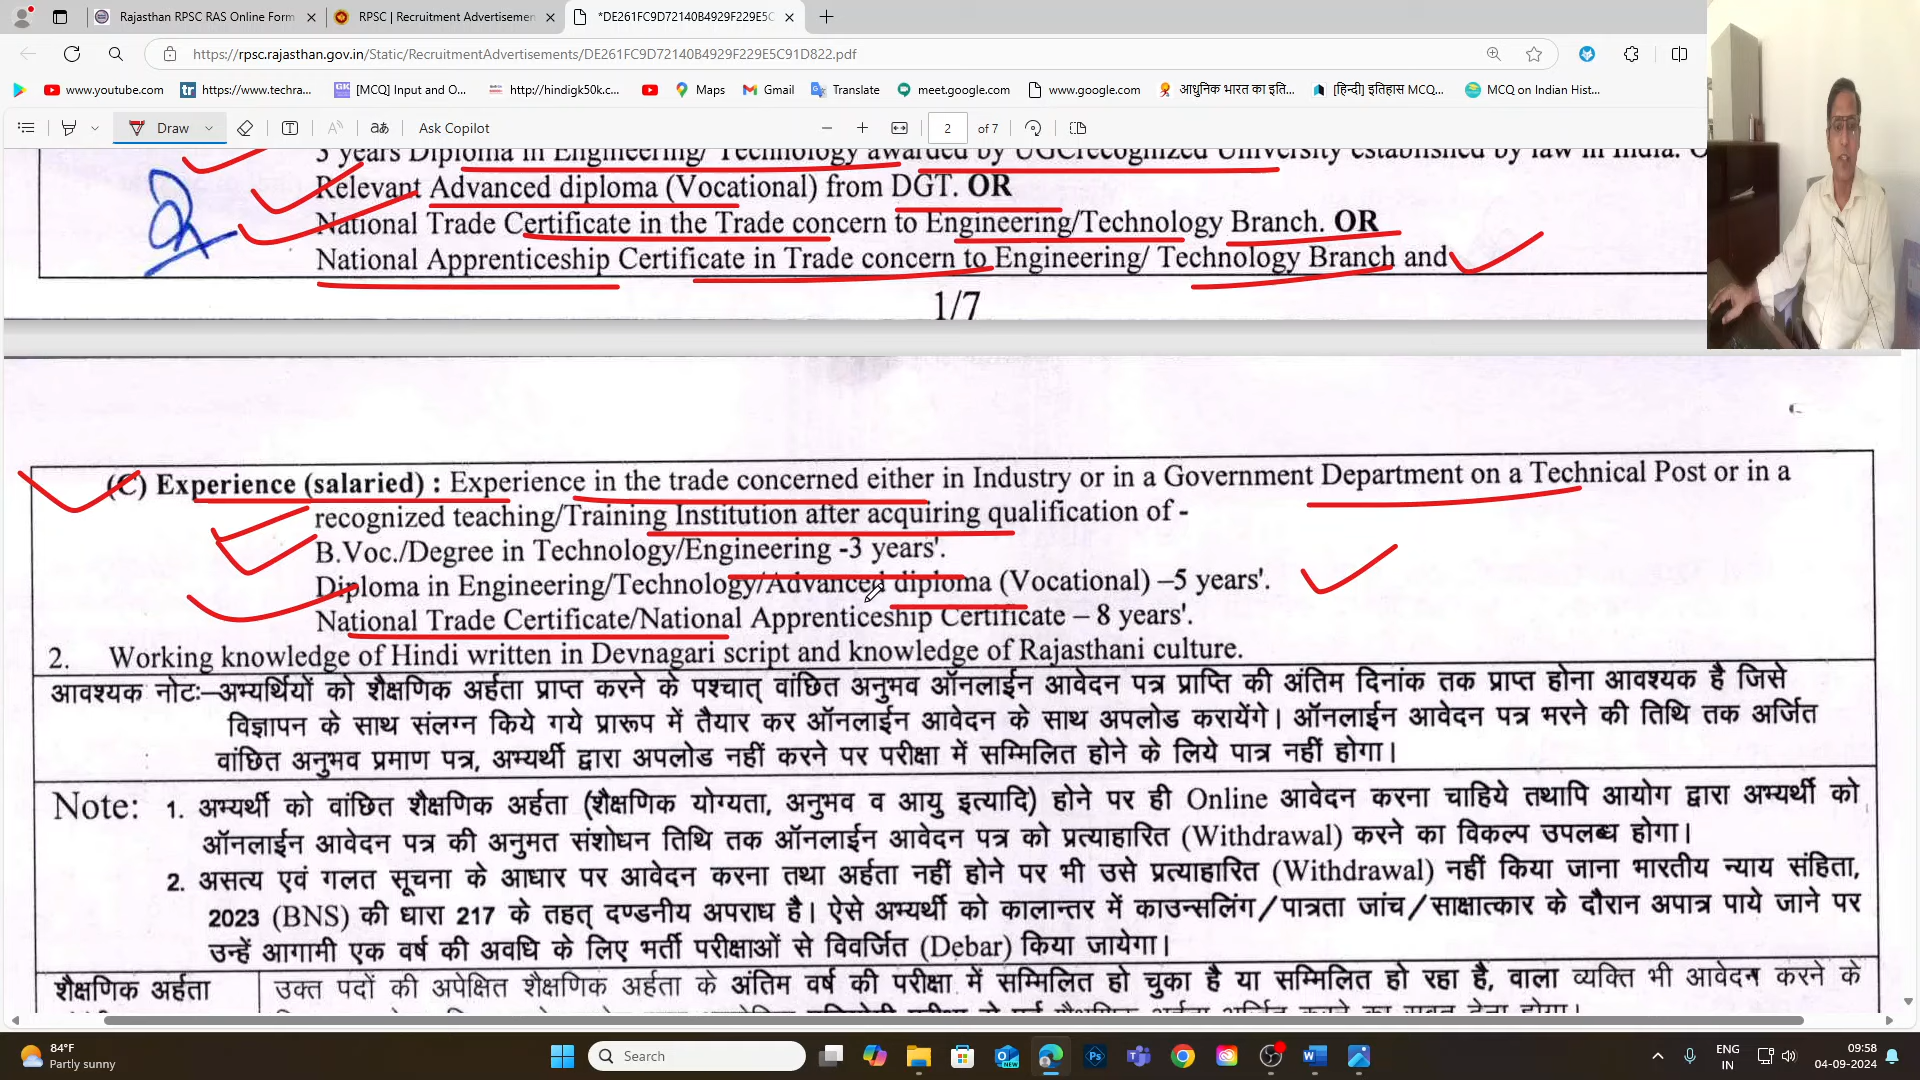 Rajasthan RPSC RAS Online Form
RPSC | Recruitment Advertisemen
*DE261FC9D72140B4929F229E5C
https://rpsc.rajasthan.gov.in/Static/RecruitmentAdvertisements/DE261FC9D72140B4929F229E5C91D822.pdf
www.youtube.com
https://www.techra...
[MCQ] Input and O...
http://hindigk50k.c...
Maps
Gmail
Translate
meet.google.com
www.google.com
आधुनिक भारत का इति...
[हिन्दी] इतिहास MCQ...
MCQ on Indian Hist...
Draw
Ask Copilot
2 of 7
3 years Diploma in Engineering/ Technology awarded by UGCrecognized University established by law in India. O
Relevant Advanced diploma (Vocational) from DGT. OR
National Trade Certificate in the Trade concern to Engineering/Technology Branch. OR
National Apprenticeship Certificate in Trade concern to Engineering/ Technology Branch and
1/7
(C) Experience (salaried) : Experience in the trade concerned either in Industry or in a Government Department on a Technical Post or in a
recognized teaching/Training Institution after acquiring qualification of -
B.Voc./Degree in Technology/Engineering -3 years'.
Diploma in Engineering/Technology/Advanced diploma (Vocational) –5 years'.
National Trade Certificate/National Apprenticeship Certificate – 8 years'.
2. Working knowledge of Hindi written in Devnagari script and knowledge of Rajasthani culture.
आवश्यक नोटः–अभ्यर्थियों को शैक्षणिक अर्हता प्राप्त करने के पश्चात् वांछित अनुभव ऑनलाईन आवेदन पत्र प्राप्ति की अंतिम दिनांक तक प्राप्त होना आवश्यक है जिसे
विज्ञापन के साथ संलग्न किये गये प्रारूप में तैयार कर ऑनलाईन आवेदन के साथ अपलोड करायेंगे। ऑनलाईन आवेदन पत्र भरने की तिथि तक अर्जित
वांछित अनुभव प्रमाण पत्र, अभ्यर्थी द्वारा अपलोड नहीं करने पर परीक्षा में सम्मिलित होने के लिये पात्र नहीं होगा।
Note: 1. अभ्यर्थी को वांछित शैक्षणिक अर्हता (शैक्षणिक योग्यता, अनुभव व आयु इत्यादि) होने पर ही Online आवेदन करना चाहिये तथापि आयोग द्वारा अभ्यर्थी को
ऑनलाईन आवेदन पत्र की अनुमत संशोधन तिथि तक ऑनलाईन आवेदन पत्र को प्रत्याहारित (Withdrawal) करने का विकल्प उपलब्ध होगा।
2. असत्य एवं गलत सूचना के आधार पर आवेदन करना तथा अर्हता नहीं होने पर भी उसे प्रत्याहारित (Withdrawal) नहीं किया जाना भारतीय न्याय संहिता,
2023 (BNS) की धारा 217 के तहत् दण्डनीय अपराध है। ऐसे अभ्यर्थी को कालान्तर में काउन्सलिंग/पात्रता जांच/साक्षात्कार के दौरान अपात्र पाये जाने पर
उन्हें आगामी एक वर्ष की अवधि के लिए भर्ती परीक्षाओं से विवर्जित (Debar) किया जायेगा।
शैक्षणिक अर्हता उक्त पदों की अपेक्षित शैक्षणिक अर्हता के अंतिम वर्ष की परीक्षा में सम्मिलित हो चुका है या सम्मिलित हो रहा है, वाला व्यक्ति भी आवेदन करने के
84°F
Partly sunny
Search
ENG
IN
09:58
04-09-2024